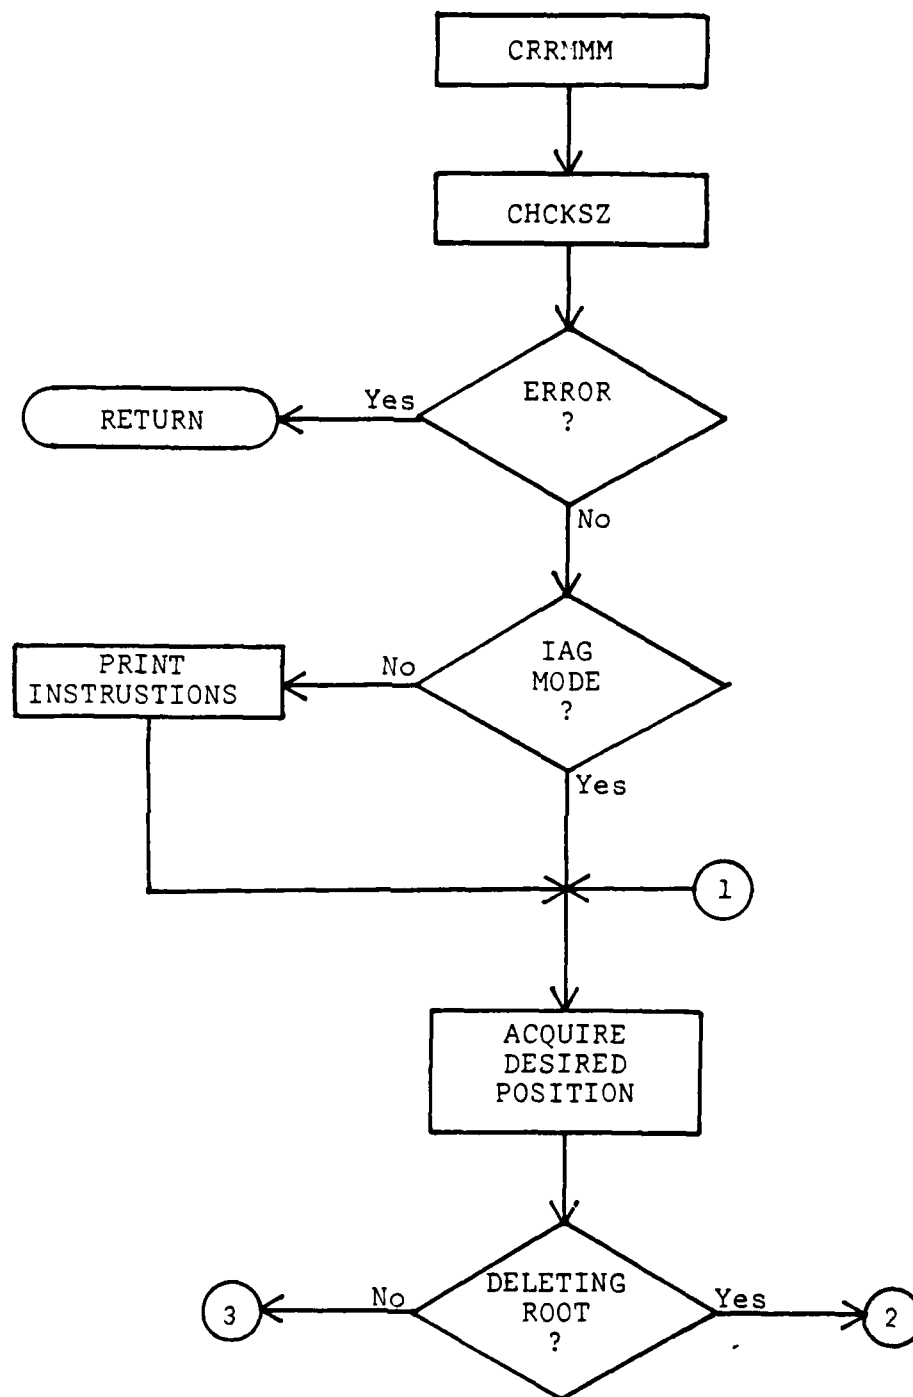 CRRMMM
CHCKSZ
ERROR
?
Yes
RETURN
No
IAG
MODE
?
No
PRINT
INSTRUSTIONS
Yes
1
ACQUIRE
DESIRED
POSITION
DELETING
ROOT
?
No
Yes
3
2